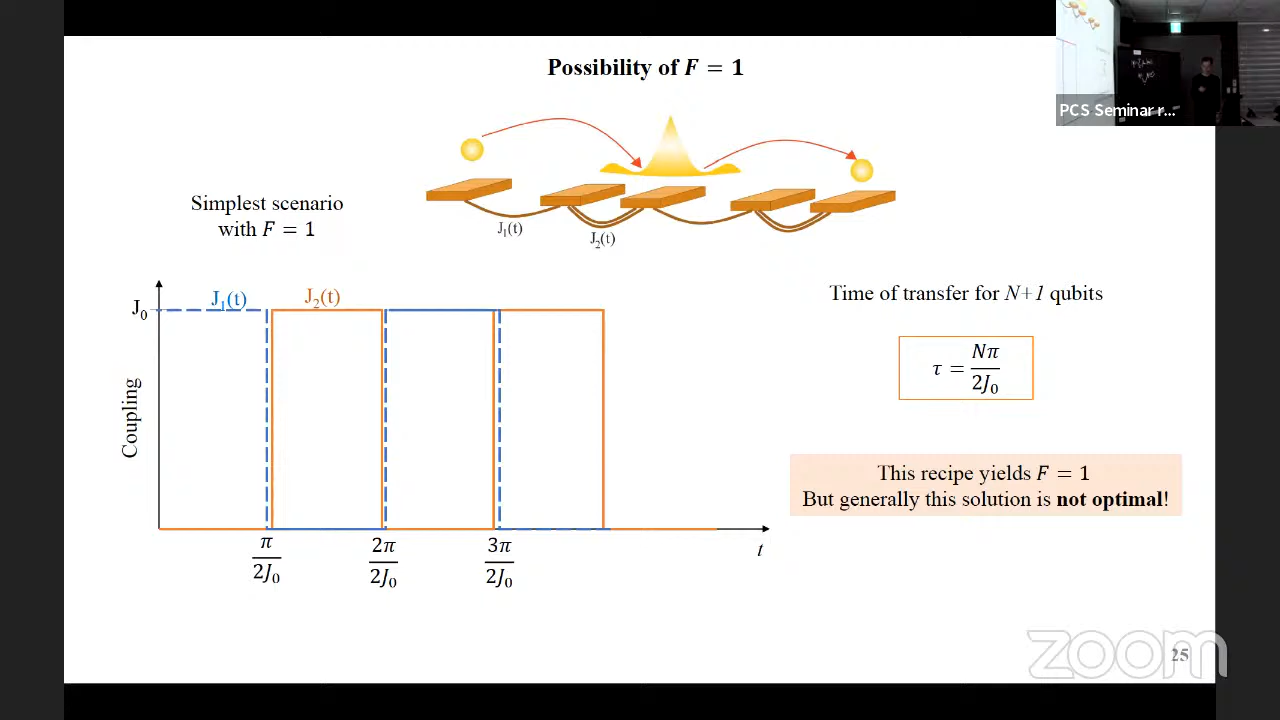 Possibility of F = 1
PCS Seminar r...
Simplest scenario
with F = 1
J₁(t)
J₂(t)
J₁(t)
J₂(t)
J₀
Coupling
π/2J₀
2π/2J₀
3π/2J₀
t
Time of transfer for N+1 qubits
τ = Nπ/2J₀
This recipe yields F = 1
But generally this solution is not optimal!
zoom
25